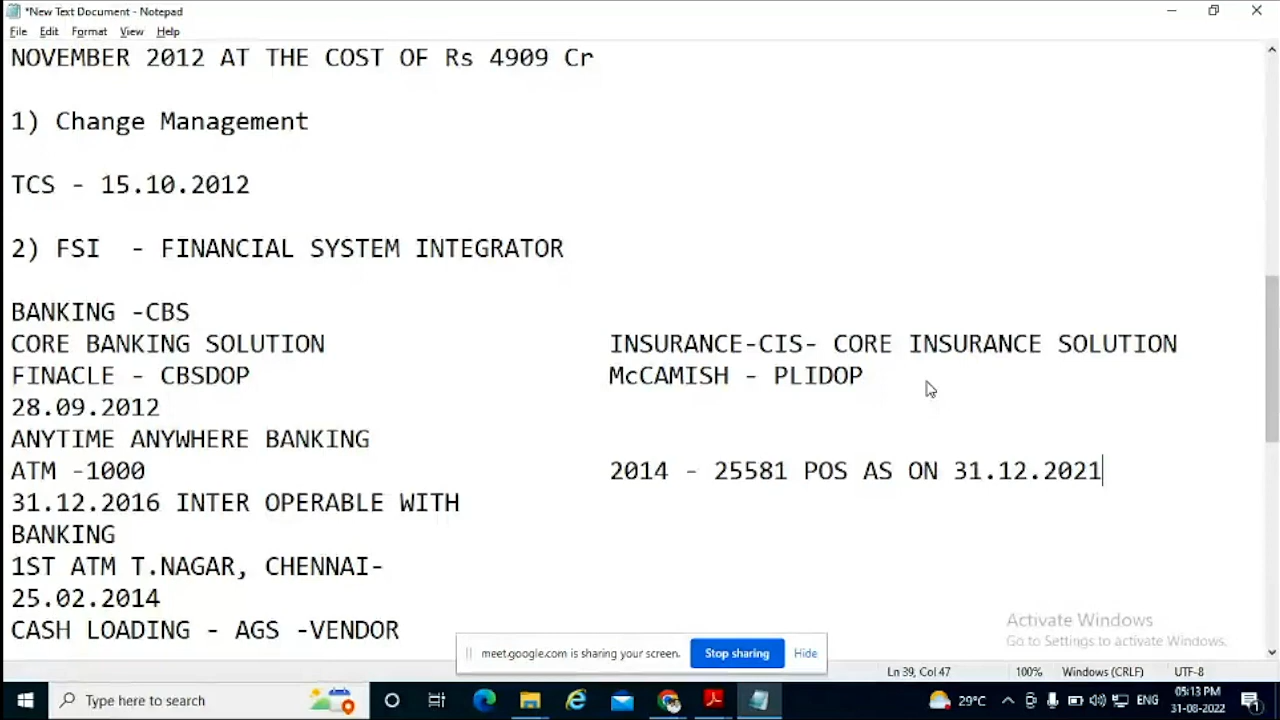 *New Text Document - Notepad
File Edit Format View Help
NOVEMBER 2012 AT THE COST OF Rs 4909 Cr
1) Change Management
TCS - 15.10.2012
2) FSI  - FINANCIAL SYSTEM INTEGRATOR
BANKING -CBS
CORE BANKING SOLUTION INSURANCE-CIS- CORE INSURANCE SOLUTION
FINACLE - CBSDOP McCAMISH - PLIDOP
28.09.2012
ANYTIME ANYWHERE BANKING
ATM -1000 2014 - 25581 POS AS ON 31.12.2021
31.12.2016 INTER OPERABLE WITH
BANKING
1ST ATM T.NAGAR, CHENNAI-
25.02.2014
CASH LOADING - AGS -VENDOR
Activate Windows
Go to Settings to activate Windows.
meet.google.com is sharing your screen. Stop sharing Hide
Ln 39, Col 47 100% Windows (CRLF) UTF-8
Type here to search 29°C ENG 05:13 PM
31-08-2022